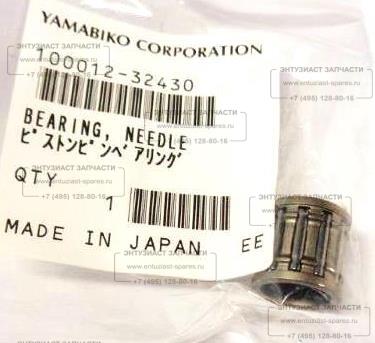 YAMABIKO CORPORATION
100012-32430
BEARING, NEEDLE
ピストンピンベアリング
QTY 1
MADE IN JAPAN EE
ЭНТУЗИАСТ ЗАПЧАСТИ
www.entuziast-spares.ru
+7 (495) 128-80-16